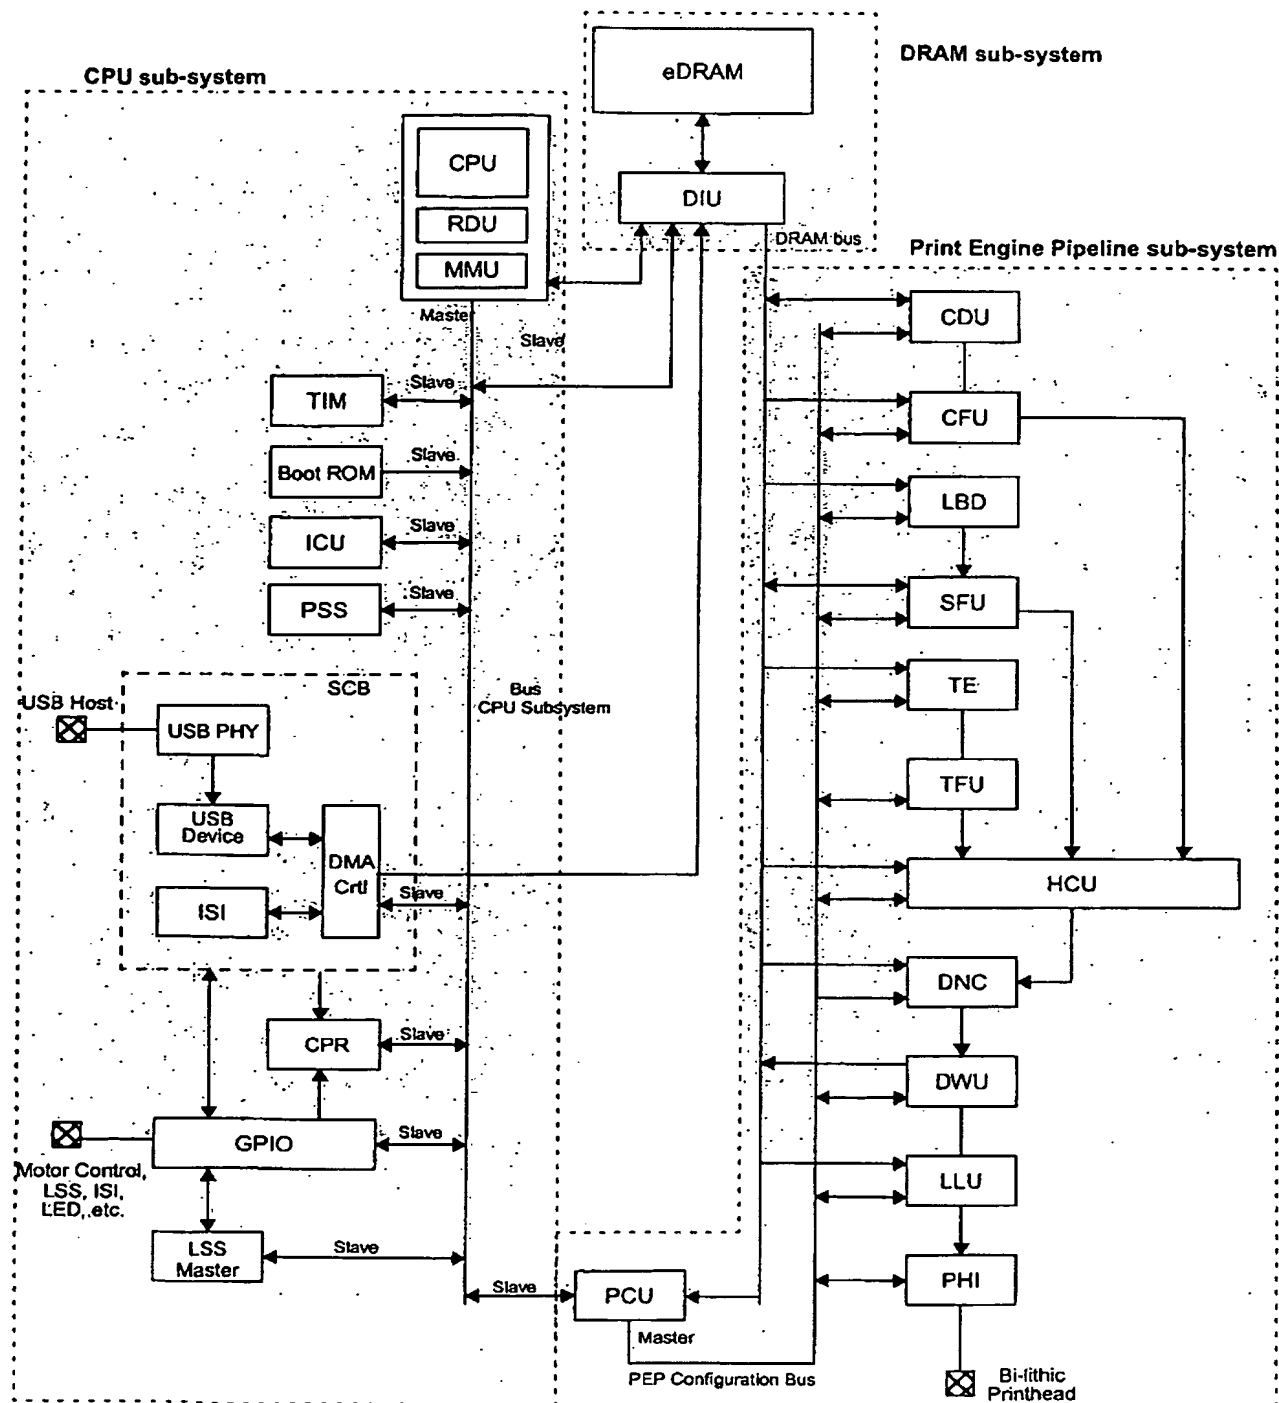 CPU sub-system
DRAM sub-system
eDRAM
CPU
RDU
MMU
DIU
DRAM bus
Print Engine Pipeline sub-system
Master
Slave
TIM
Slave
Boot ROM
Slave
ICU
Slave
PSS
Slave
CDU
CFU
LBD
SFU
TE
TFU
HCU
DNC
DWU
LLU
PHI
SCB
Bus
CPU Subsystem
USB Host
USB PHY
USB
Device
DMA
Crtl
ISI
Slave
CPR
Slave
GPIO
Slave
Motor Control,
LSS, ISI,
LED, etc.
LSS
Master
Slave
Slave
PCU
Master
PEP Configuration Bus
Bi-lithic
Printhead